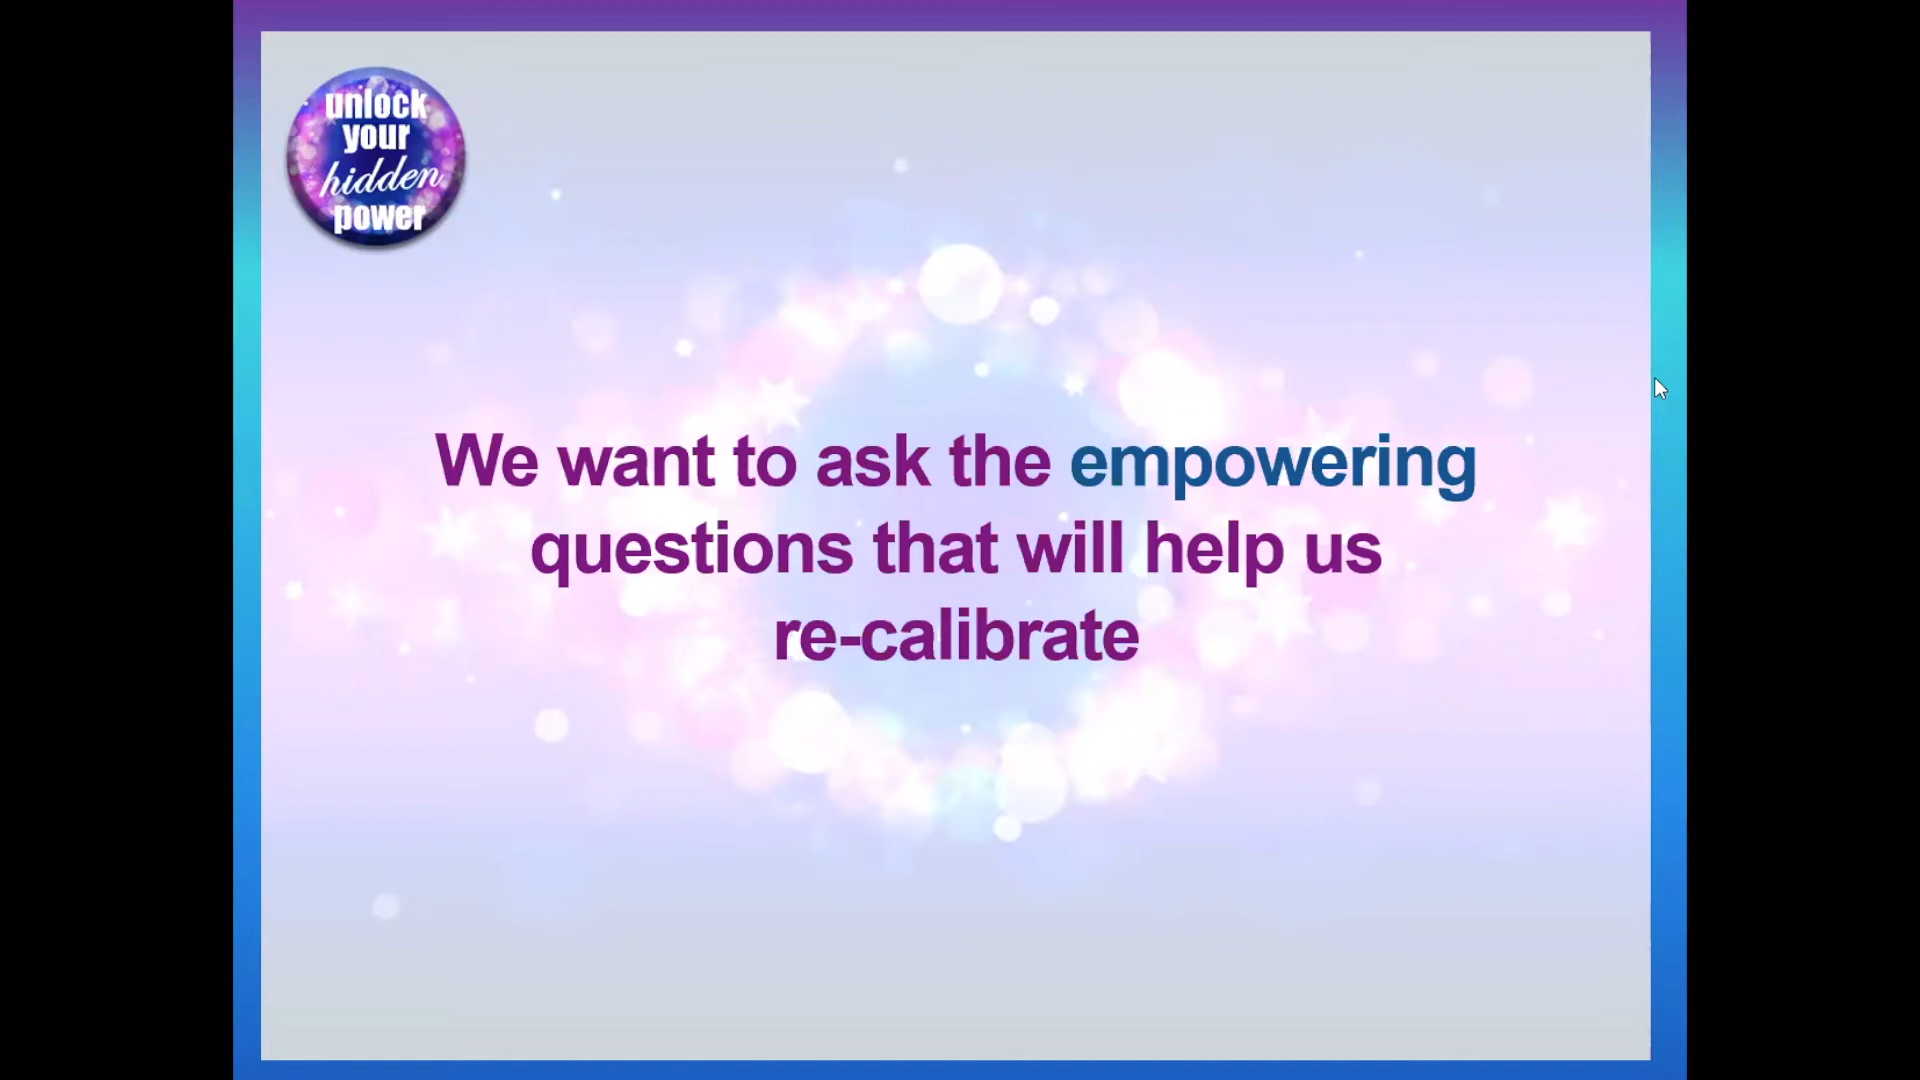 unlock
your
hidden
power
We want to ask the empowering
questions that will help us
re-calibrate